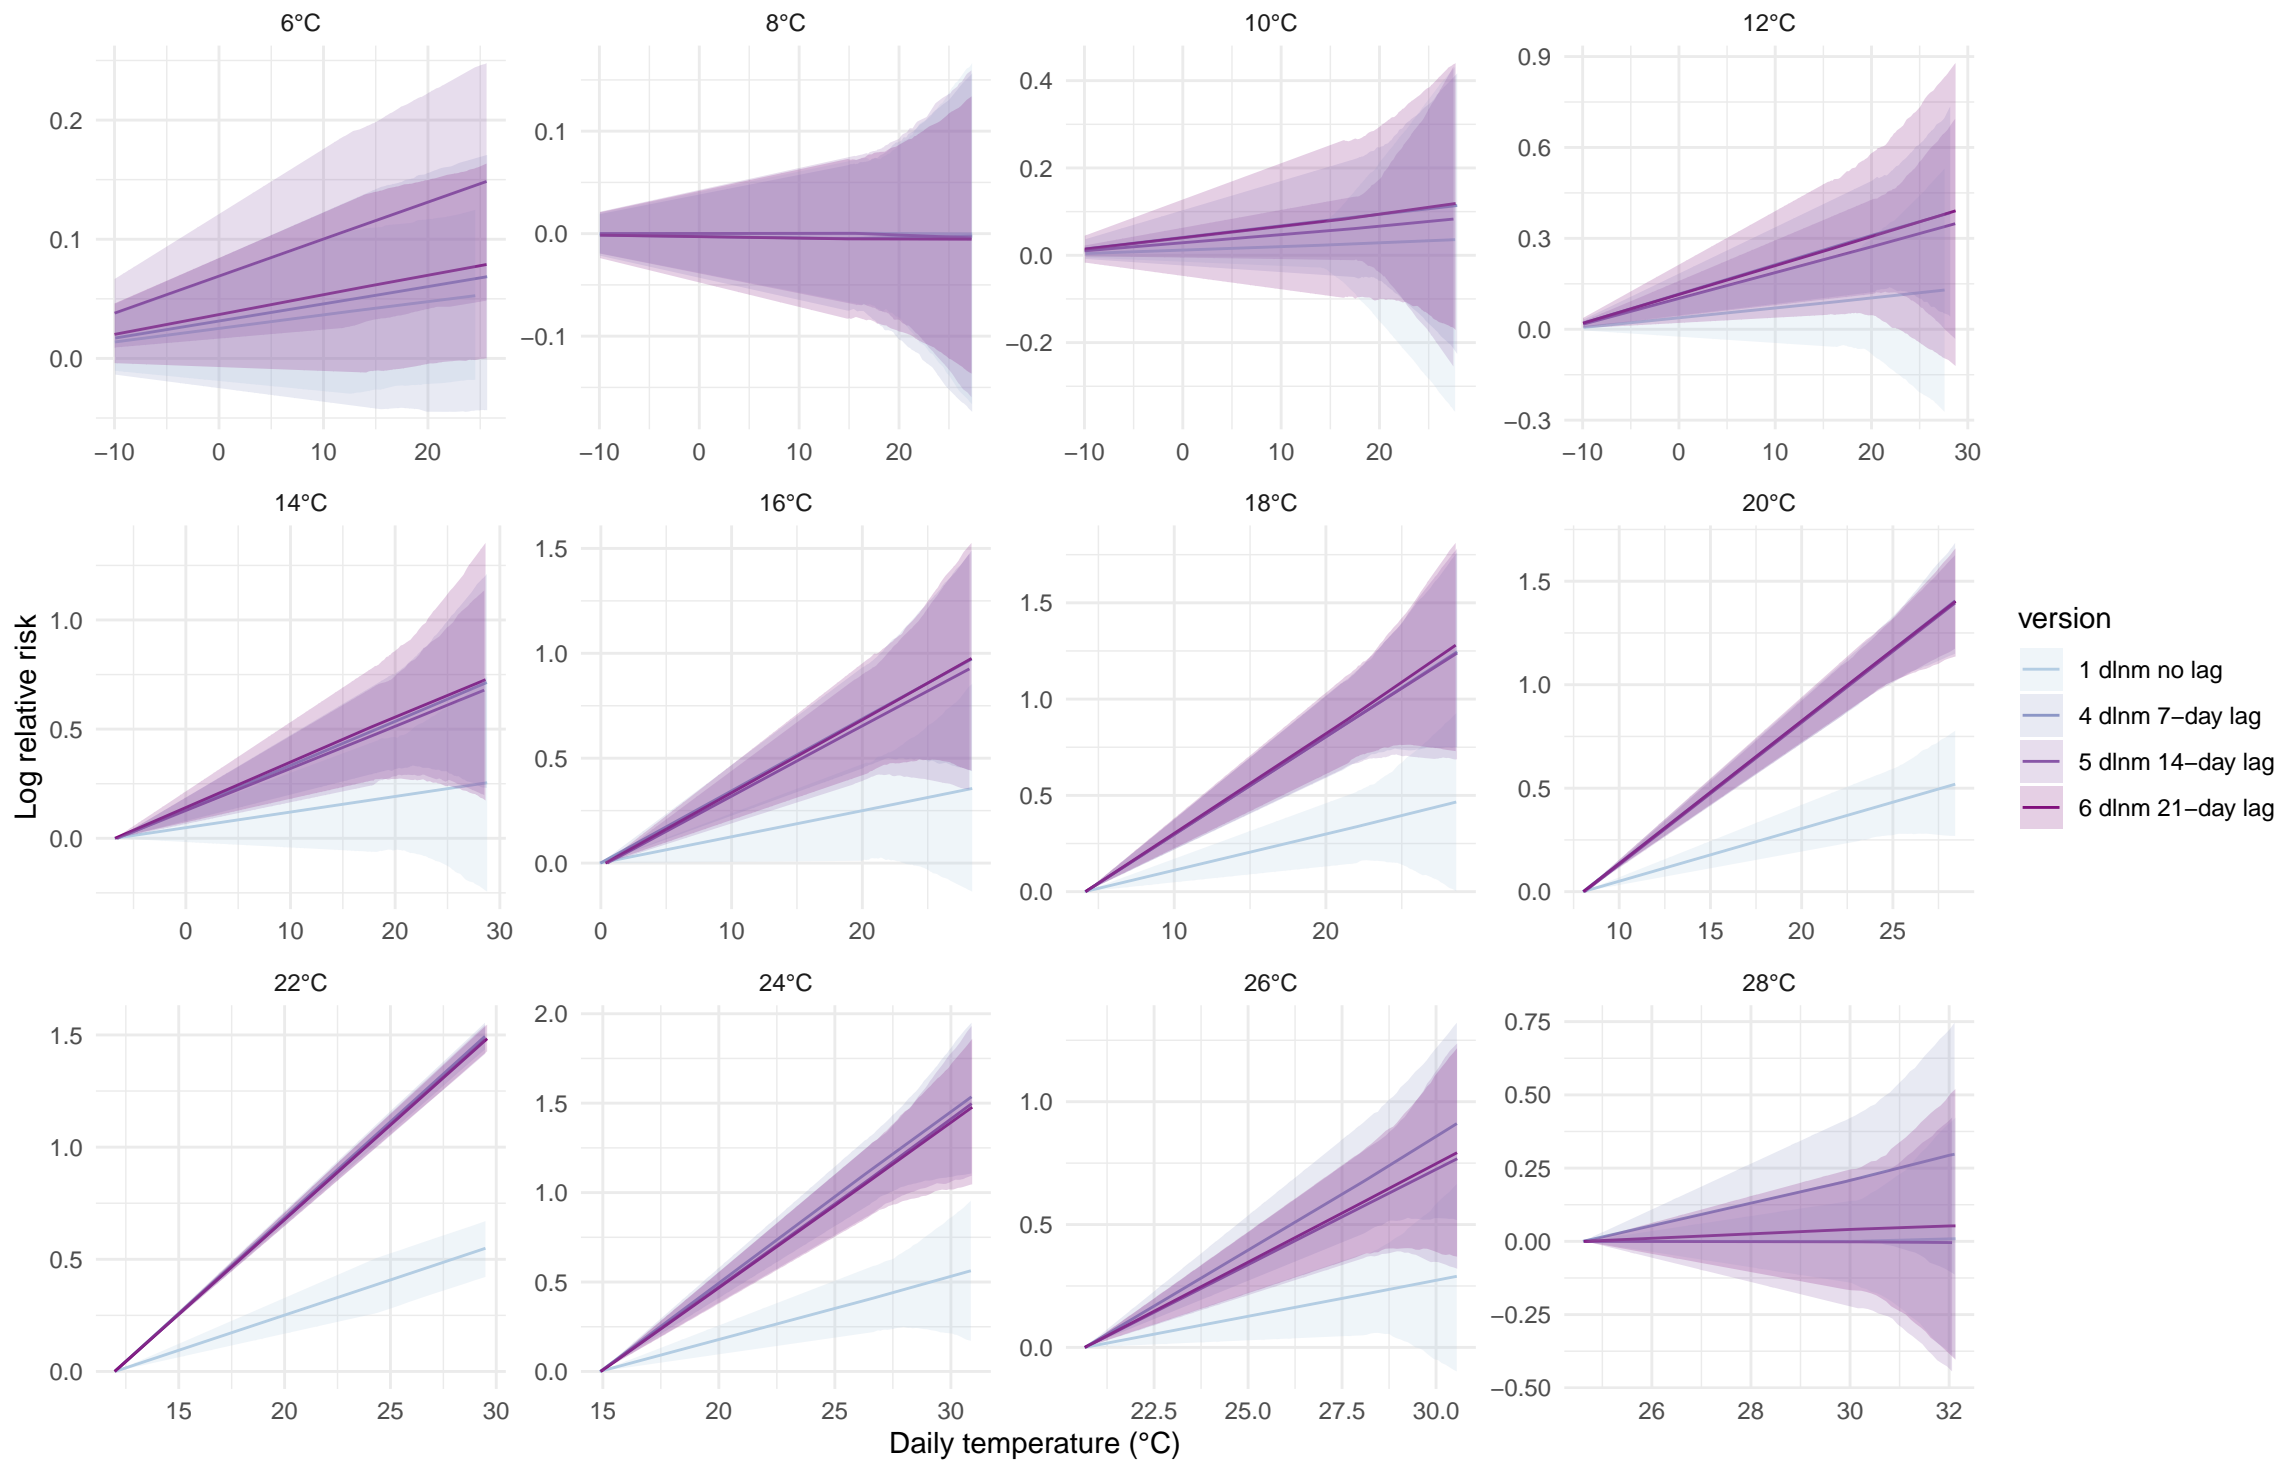 6°C 8°C 10°C 12°C
0.2
0.1
0.0
−10 0 10 20
0.1
0.0
−0.1
−10 0 10 20
0.4
0.2
0.0
−0.2
−10 0 10 20
0.9
0.6
0.3
0.0
−0.3
−10 0 10 20 30
14°C 16°C 18°C 20°C
Log relative risk
1.0
0.5
0.0
0 10 20 30
1.5
1.0
0.5
0.0
0 10 20
1.5
1.0
0.5
0.0
10 20
1.5
1.0
0.5
0.0
10 15 20 25
version
1 dlnm no lag
4 dlnm 7−day lag
5 dlnm 14−day lag
6 dlnm 21−day lag
22°C 24°C 26°C 28°C
1.5
1.0
0.5
0.0
15 20 25 30
2.0
1.5
1.0
0.5
0.0
15 20 25 30
1.0
0.5
0.0
22.5 25.0 27.5 30.0
0.75
0.50
0.25
0.00
−0.25
−0.50
26 28 30 32
Daily temperature (°C)